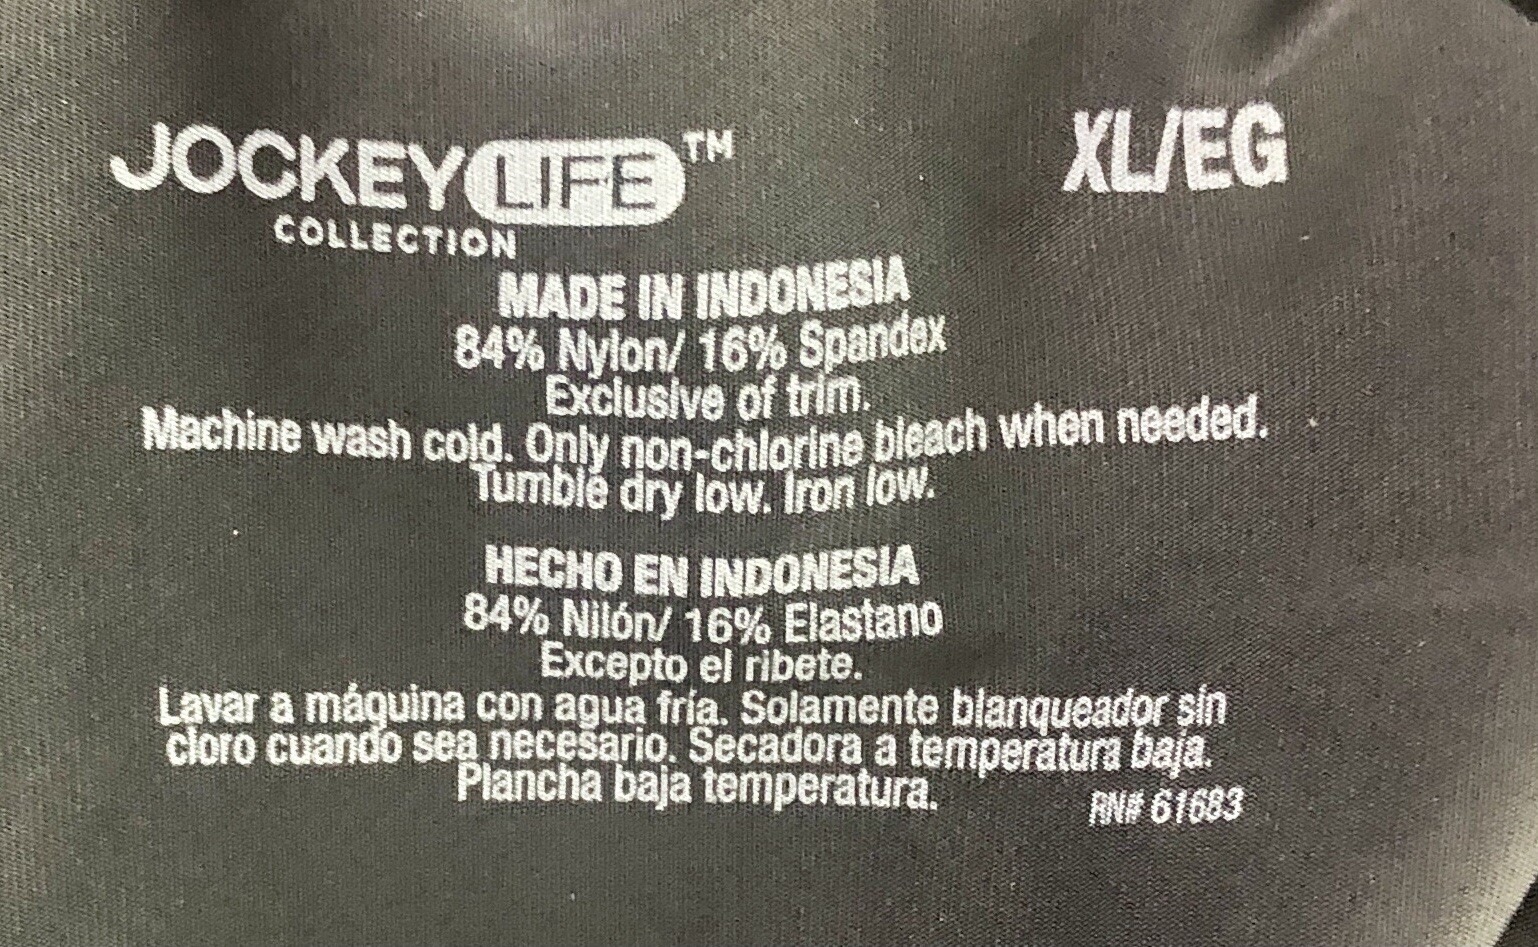 JOCKEY LIFE™
COLLECTION
XL/EG
MADE IN INDONESIA
84% Nylon/ 16% Spandex
Exclusive of trim.
Machine wash cold. Only non-chlorine bleach when needed.
Tumble dry low. Iron low.
HECHO EN INDONESIA
84% Nilón/ 16% Elastano
Excepto el ribete.
Lavar a máquina con agua fría. Solamente blanqueador sin
cloro cuando sea necesario. Secadora a temperatura baja.
Plancha baja temperatura.
RN# 61683